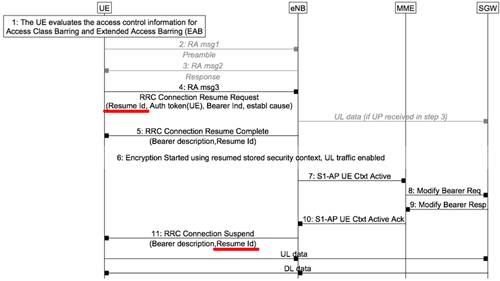 UE eNB MME SGW
1: The UE evaluates the access control information for
Access Class Barring and Extended Access Barring (EAB
2: RA msg1
Preamble
3: RA msg2
Response
4: RA msg3
RRC Connection Resume Request
(Resume Id, Auth token(UE), Bearer Ind, establ cause)
UL data (if UP received in step 3)
5: RRC Connection Resume Complete
(Bearer description,Resume Id)
6: Encryption Started using resumed stored security context, UL traffic enabled
7: S1-AP UE Ctxt Active
8: Modify Bearer Req
9: Modify Bearer Resp
10: S1-AP UE Ctxt Active Ack
11: RRC Connection Suspend
(Bearer description,Resume Id)
UL data
DL data